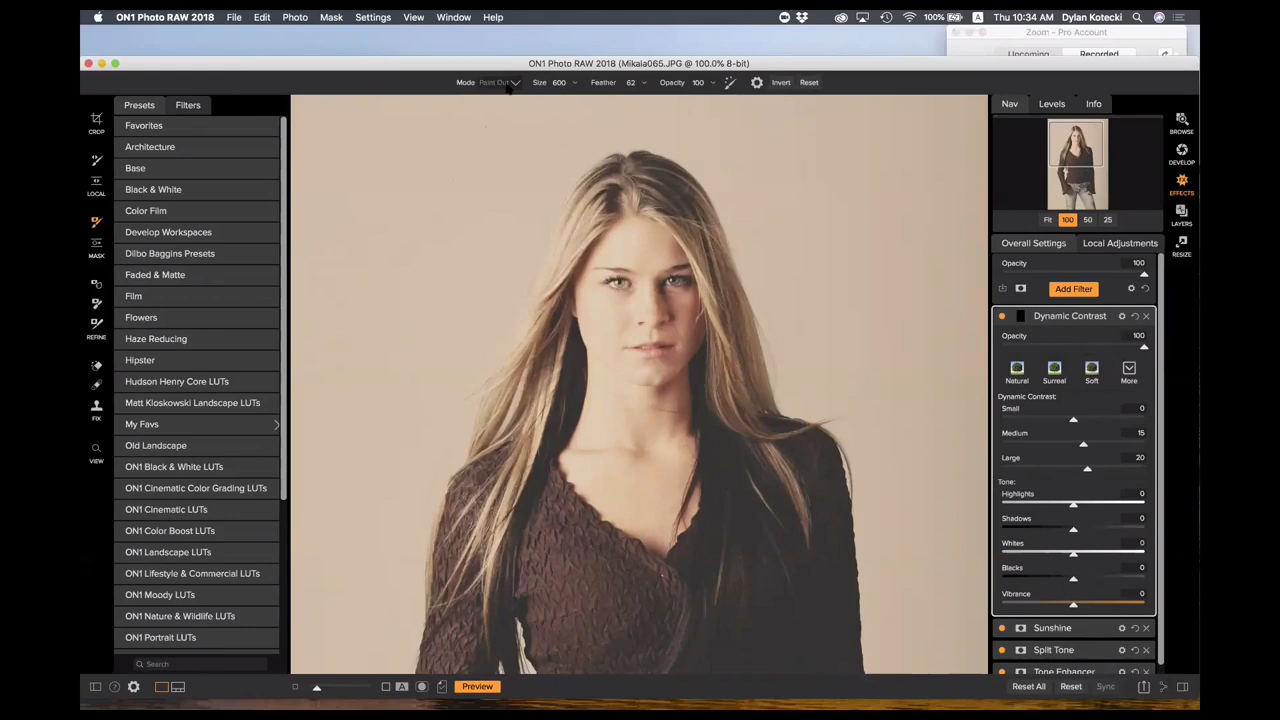 ON1 Photo RAW 2018 File Edit Photo Mask Settings View Window Help 100% A Thu 10:34 AM Dylan Kotecki
Zoom - Pro Account
Upcoming Recorded
ON1 Photo RAW 2018 (Mikala065.JPG @ 100.0% 8-bit)
Mode Paint Out Size 600 Feather 62 Opacity 100 Invert Reset
CROP
LOCAL
MASK
REFINE
FIX
VIEW
Presets Filters
Favorites
Architecture
Base
Black & White
Color Film
Develop Workspaces
Dilbo Baggins Presets
Faded & Matte
Film
Flowers
Haze Reducing
Hipster
Hudson Henry Core LUTs
Matt Kloskowski Landscape LUTs
My Favs
Old Landscape
ON1 Black & White LUTs
ON1 Cinematic Color Grading LUTs
ON1 Cinematic LUTs
ON1 Color Boost LUTs
ON1 Landscape LUTs
ON1 Lifestyle & Commercial LUTs
ON1 Moody LUTs
ON1 Nature & Wildlife LUTs
ON1 Portrait LUTs
Search
Nav Levels Info
Fit 100 50 25
Overall Settings Local Adjustments
Opacity 100
Add Filter
Dynamic Contrast
Opacity 100
Natural Surreal Soft More
Dynamic Contrast:
Small 0
Medium 15
Large 20
Tone:
Highlights 0
Shadows 0
Whites 0
Blacks 0
Vibrance 0
Sunshine
Split Tone
Tone Enhancer
BROWSE
DEVELOP
EFFECTS
LAYERS
RESIZE
? A Preview Reset All Reset Sync